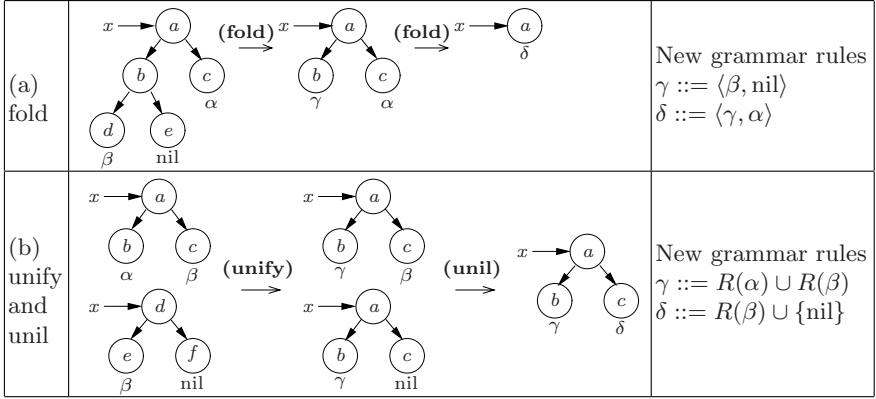 (a)
fold
x a
b c
α
d e
β nil
(fold)
x a
b c
γ α
(fold)
x a
δ
New grammar rules
γ ::= ⟨β, nil⟩
δ ::= ⟨γ, α⟩
(b)
unify
and
unil
x a
b c
α β
x d
e f
β nil
(unify)
x a
b c
γ β
x a
b c
γ nil
(unil)
x a
b c
γ δ
New grammar rules
γ ::= R(α) ∪ R(β)
δ ::= R(β) ∪ {nil}